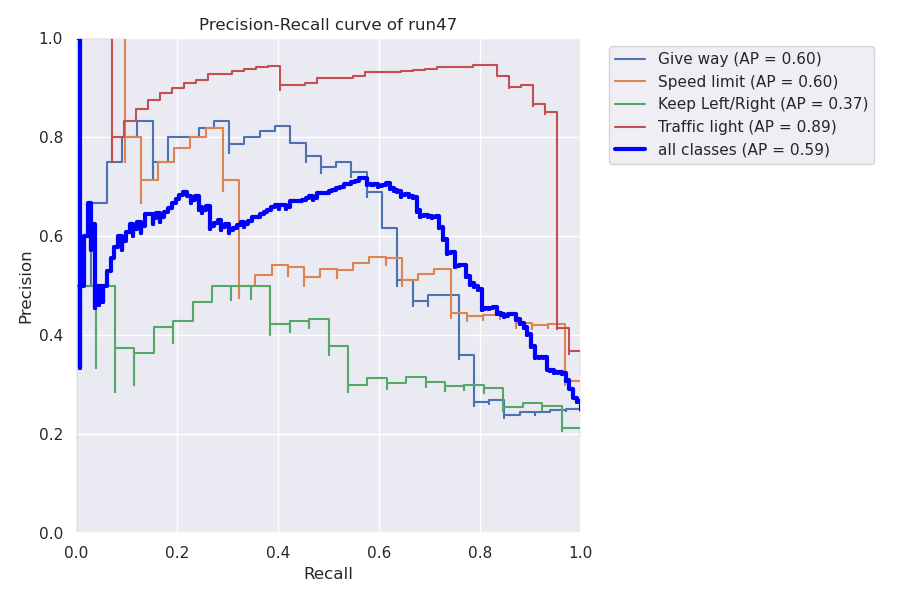 Precision-Recall curve of run47
1.0
0.8
0.6
0.4
0.2
0.0
Precision
0.0 0.2 0.4 0.6 0.8 1.0
Recall
Give way (AP = 0.60)
Speed limit (AP = 0.60)
Keep Left/Right (AP = 0.37)
Traffic light (AP = 0.89)
all classes (AP = 0.59)